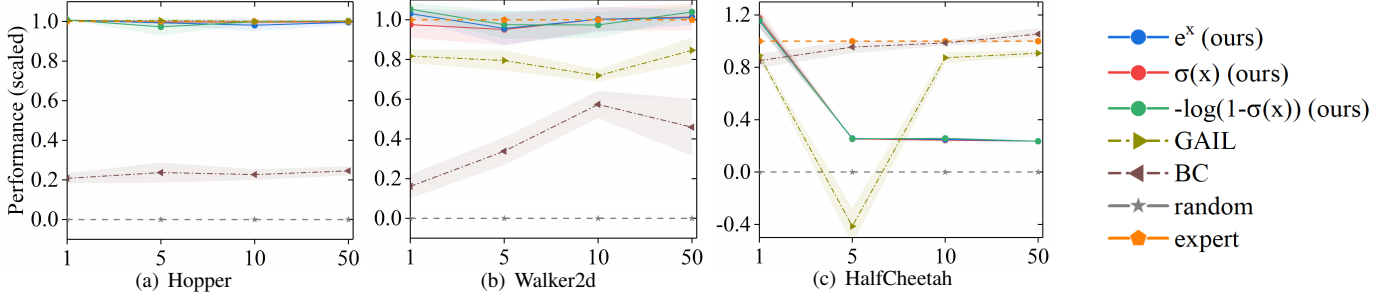 Performance (scaled)
1.0
0.8
0.6
0.4
0.2
0.0
1 5 10 50
(a) Hopper
1.0
0.8
0.6
0.4
0.2
0.0
1 5 10 50
(b) Walker2d
1.2
0.8
0.4
0.0
-0.4
1 5 10 50
(c) HalfCheetah
e^x (ours)
σ(x) (ours)
-log(1-σ(x)) (ours)
GAIL
BC
random
expert